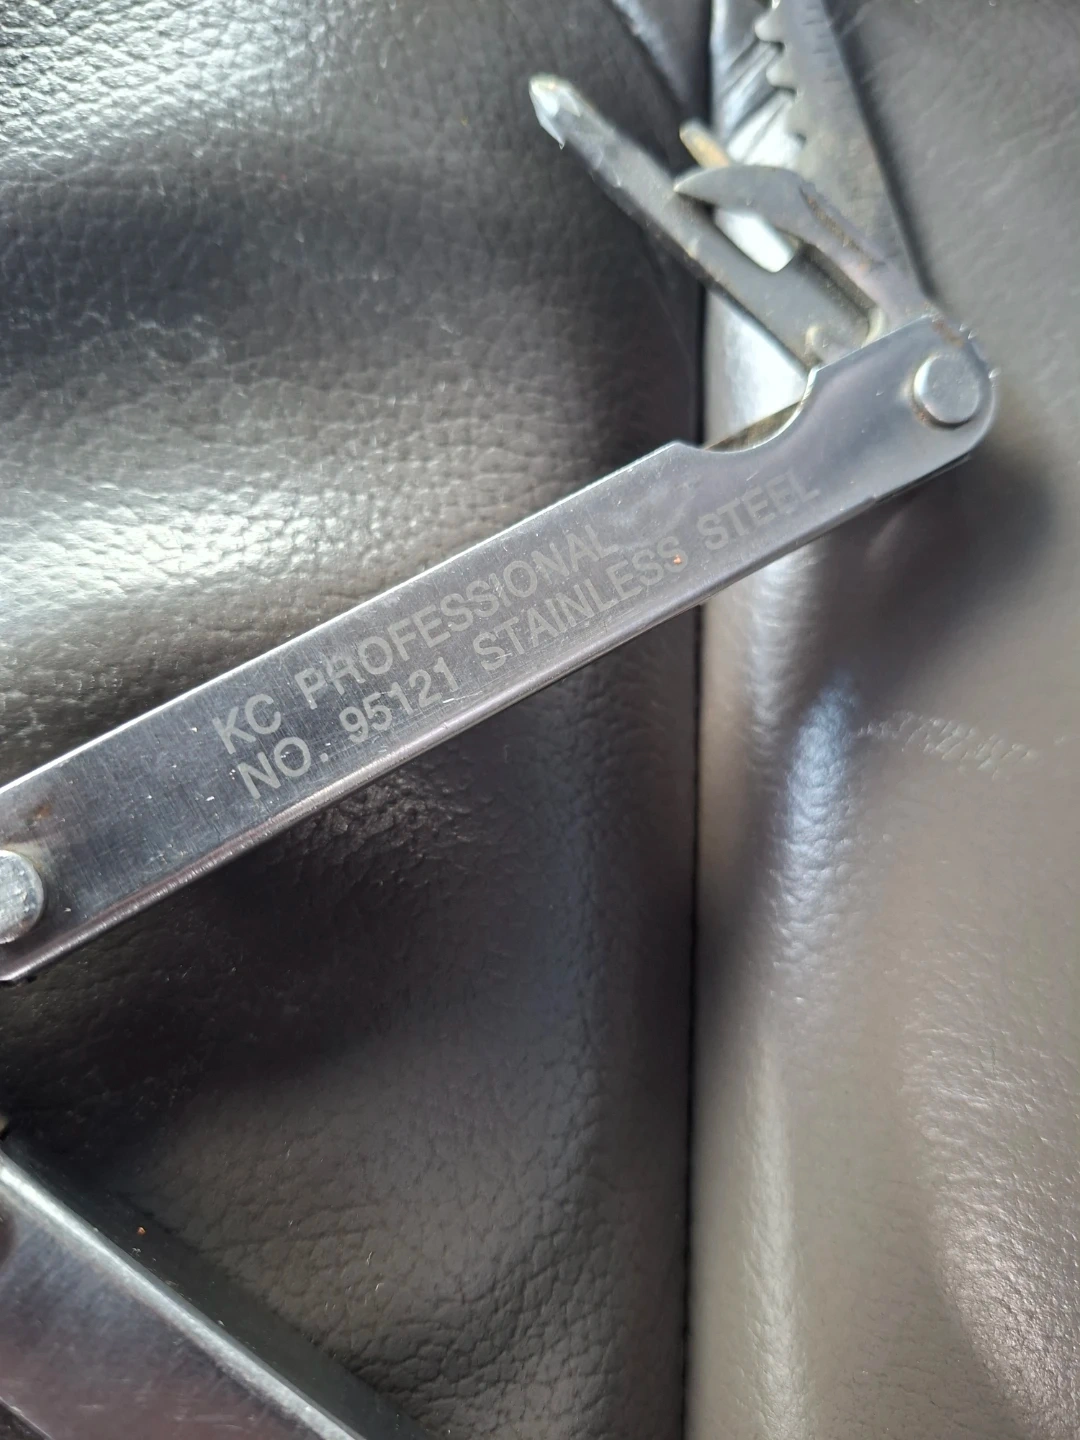 KC PROFESSIONAL
NO. 95121 STAINLESS STEEL